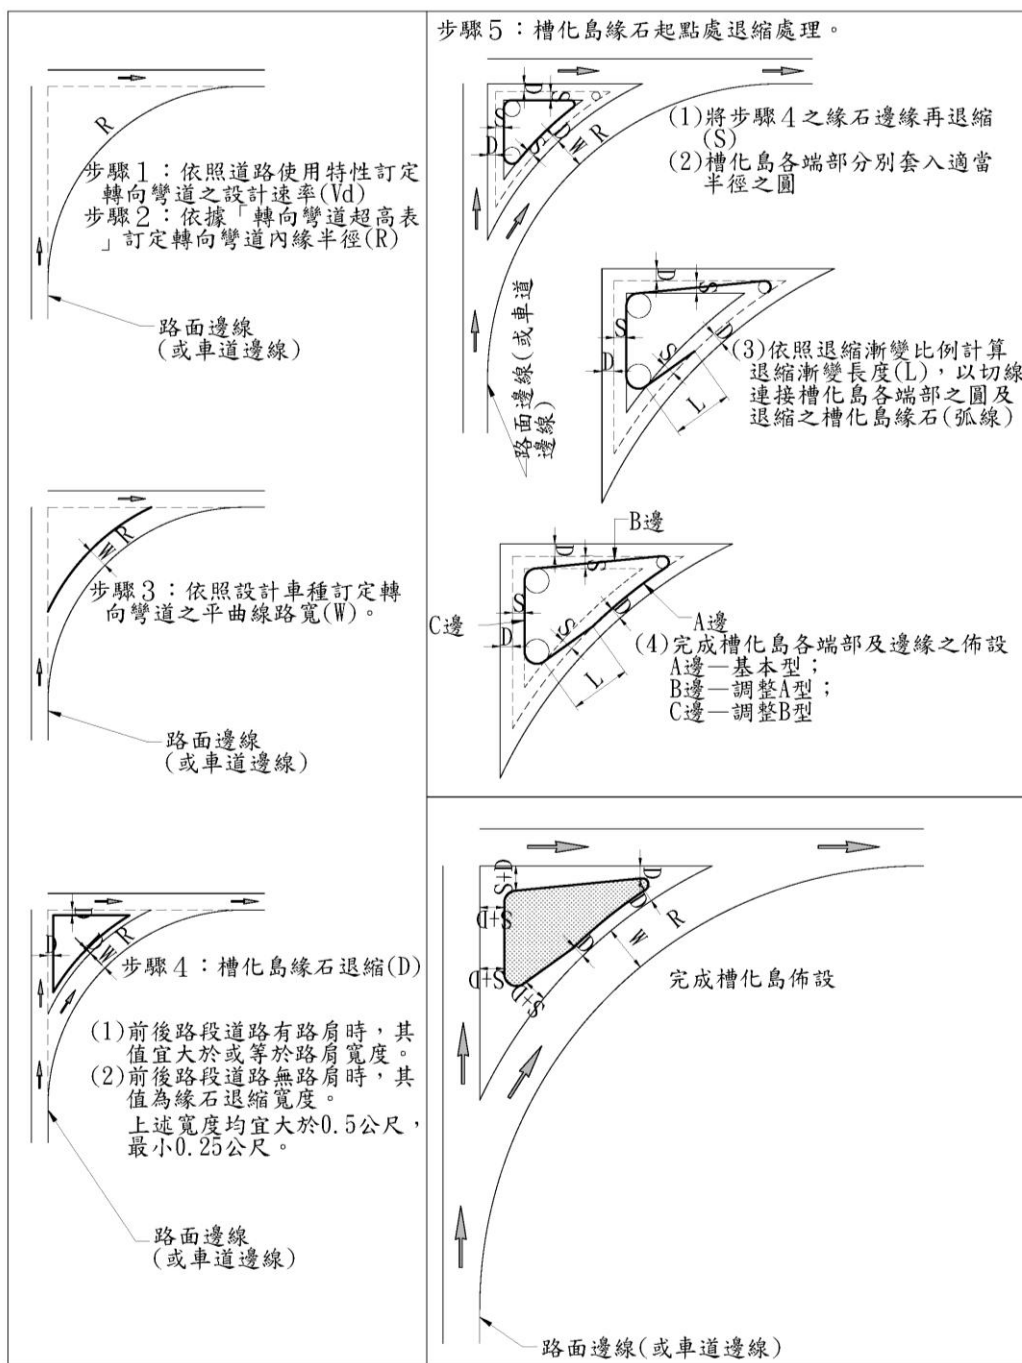 R
步驟1：依照道路使用特性訂定
轉向彎道之設計速率(Vd)
步驟2：依據「轉向彎道超高表
」訂定轉向彎道內緣半徑(R)
路面邊線
(或車道邊線)
W R
步驟3：依照設計車種訂定轉
向彎道之平曲線路寬(W)。
路面邊線
(或車道邊線)
D
D
D
W R
步驟4：槽化島緣石退縮(D)
(1)前後路段道路有路肩時，其
值宜大於或等於路肩寬度。
(2)前後路段道路無路肩時，其
值為緣石退縮寬度。
上述寬度均宜大於0.5公尺，
最小0.25公尺。
路面邊線
(或車道邊線)
步驟5：槽化島緣石起點處退縮處理。
D
S
S
D
S
D
W R
(1)將步驟4之緣石邊緣再退縮
(S)
(2)槽化島各端部分別套入適當
半徑之圓
路面邊線(或車道
邊線)
D
S
S
D
S
D
L
(3)依照退縮漸變比例計算
退縮漸變長度(L)，以切線
連接槽化島各端部之圓及
退縮之槽化島緣石(弧線)
B邊
D
S
S
C邊
D
S
D
A邊
L
(4)完成槽化島各端部及邊緣之佈設
A邊—基本型；
B邊—調整A型；
C邊—調整B型
S+D
D
S+D
D
R
W
S+D
D
S+D
完成槽化島佈設
路面邊線(或車道邊線)